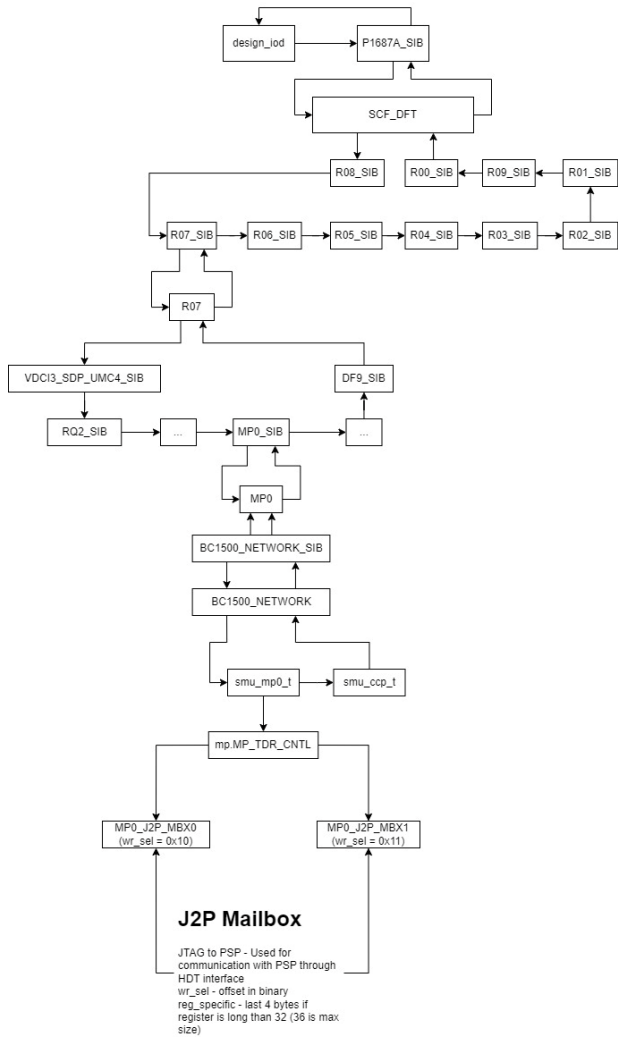 design_iod
P1687A_SIB
SCF_DFT
R08_SIB
R00_SIB
R09_SIB
R01_SIB
R07_SIB
R06_SIB
R05_SIB
R04_SIB
R03_SIB
R02_SIB
R07
VDCI3_SDP_UMC4_SIB
DF9_SIB
RQ2_SIB
...
MP0_SIB
...
MP0
BC1500_NETWORK_SIB
BC1500_NETWORK
smu_mp0_t
smu_ccp_t
mp.MP_TDR_CNTL
MP0_J2P_MBX0
(wr_sel = 0x10)
MP0_J2P_MBX1
(wr_sel = 0x11)
J2P Mailbox
JTAG to PSP - Used for
communication with PSP through
HDT interface
wr_sel - offset in binary
reg_specific - last 4 bytes if
register is long than 32 (36 is max
size)